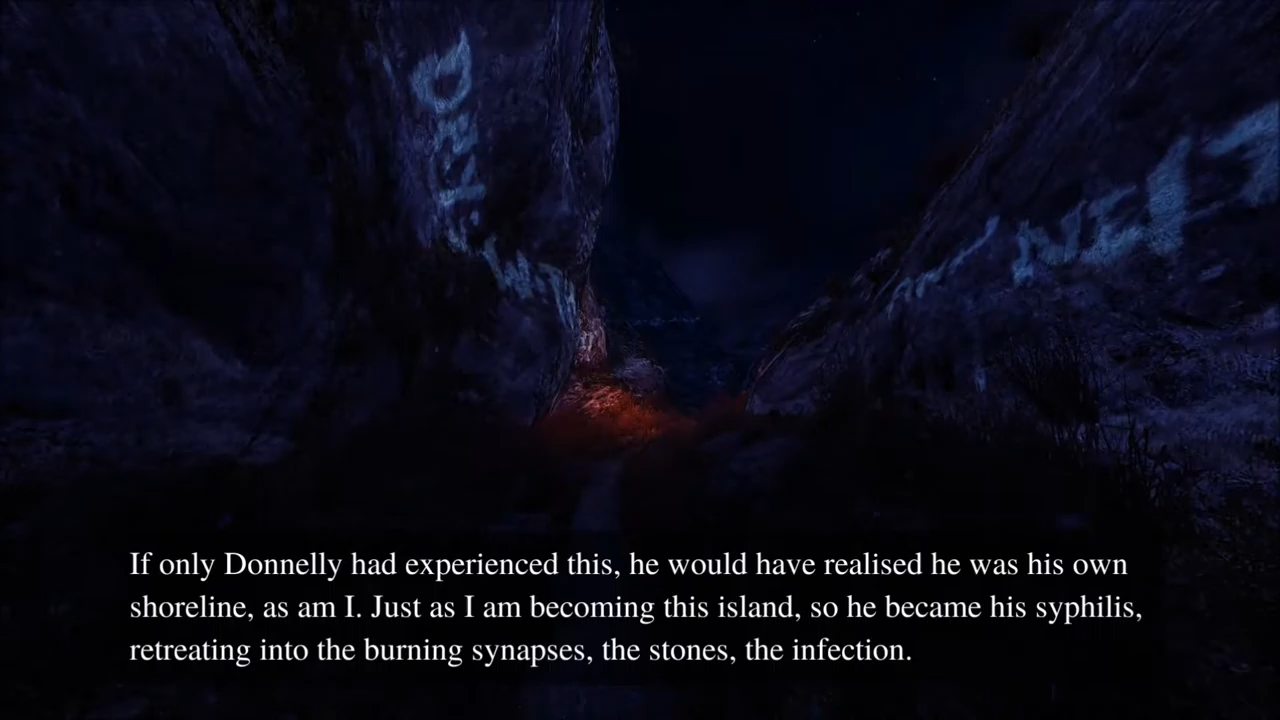 If only Donnelly had experienced this, he would have realised he was his own
shoreline, as am I. Just as I am becoming this island, so he became his syphilis,
retreating into the burning synapses, the stones, the infection.